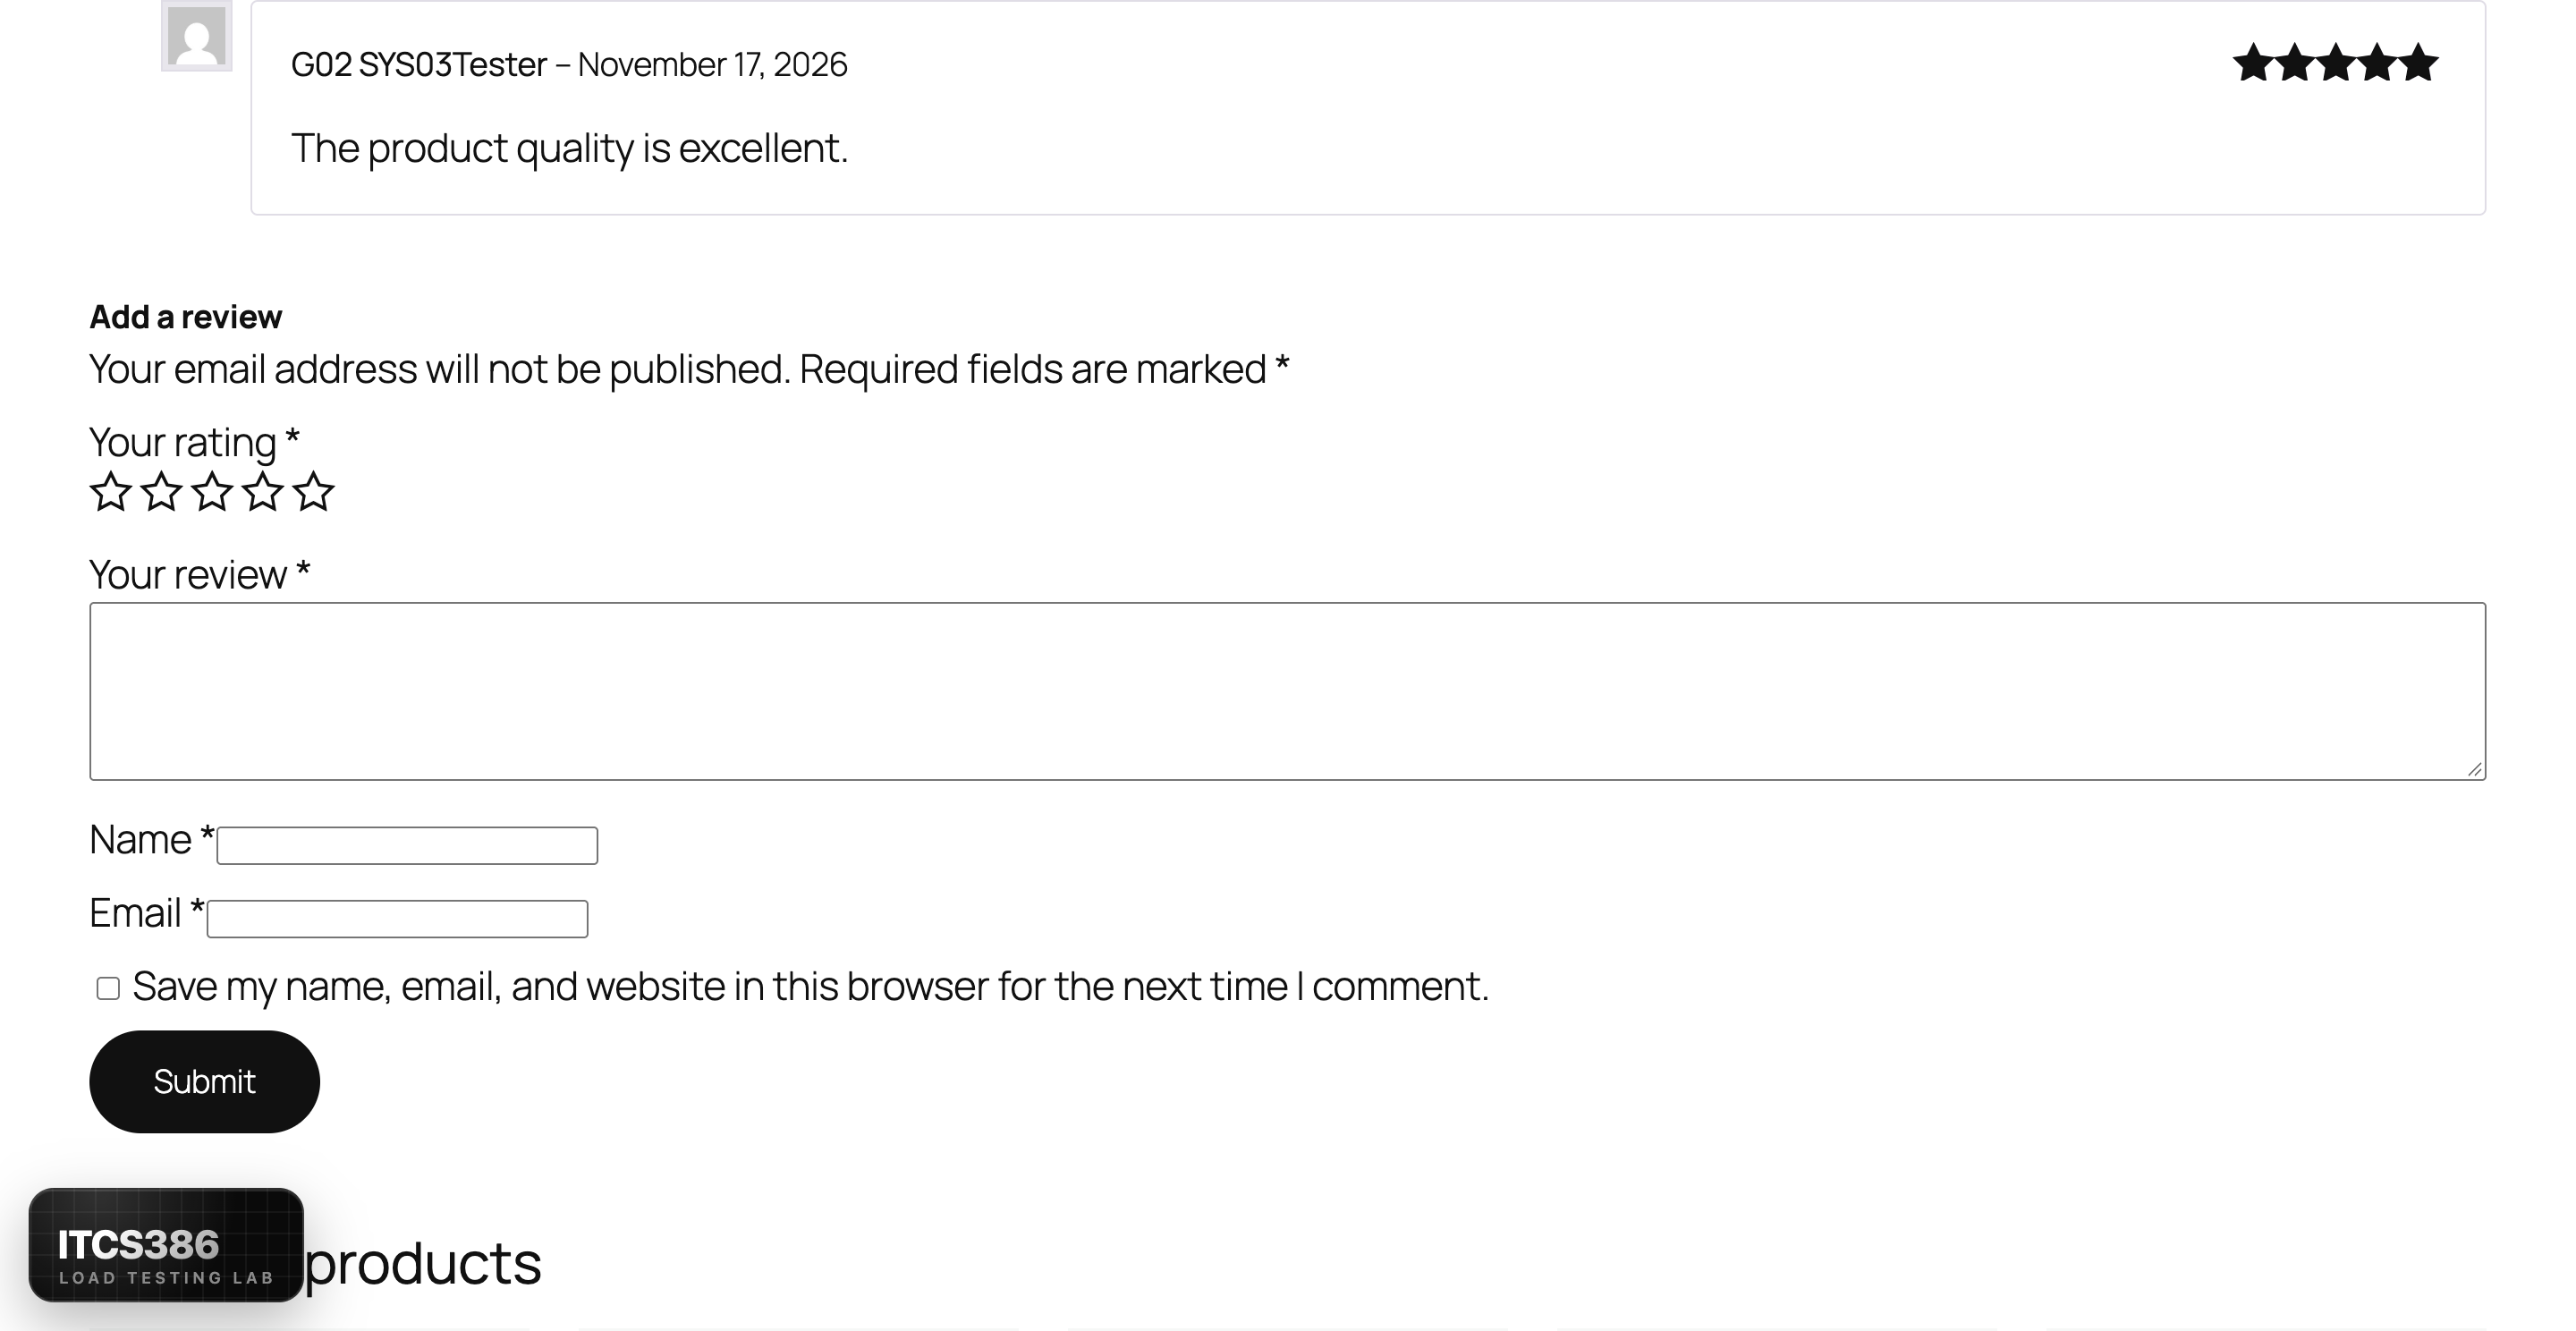 G02 SYS03Tester – November 17, 2026
The product quality is excellent.
Add a review
Your email address will not be published. Required fields are marked *
Your rating *
Your review *
Name *
Email *
Save my name, email, and website in this browser for the next time I comment.
Submit
ITCS386
LOAD TESTING LAB
products